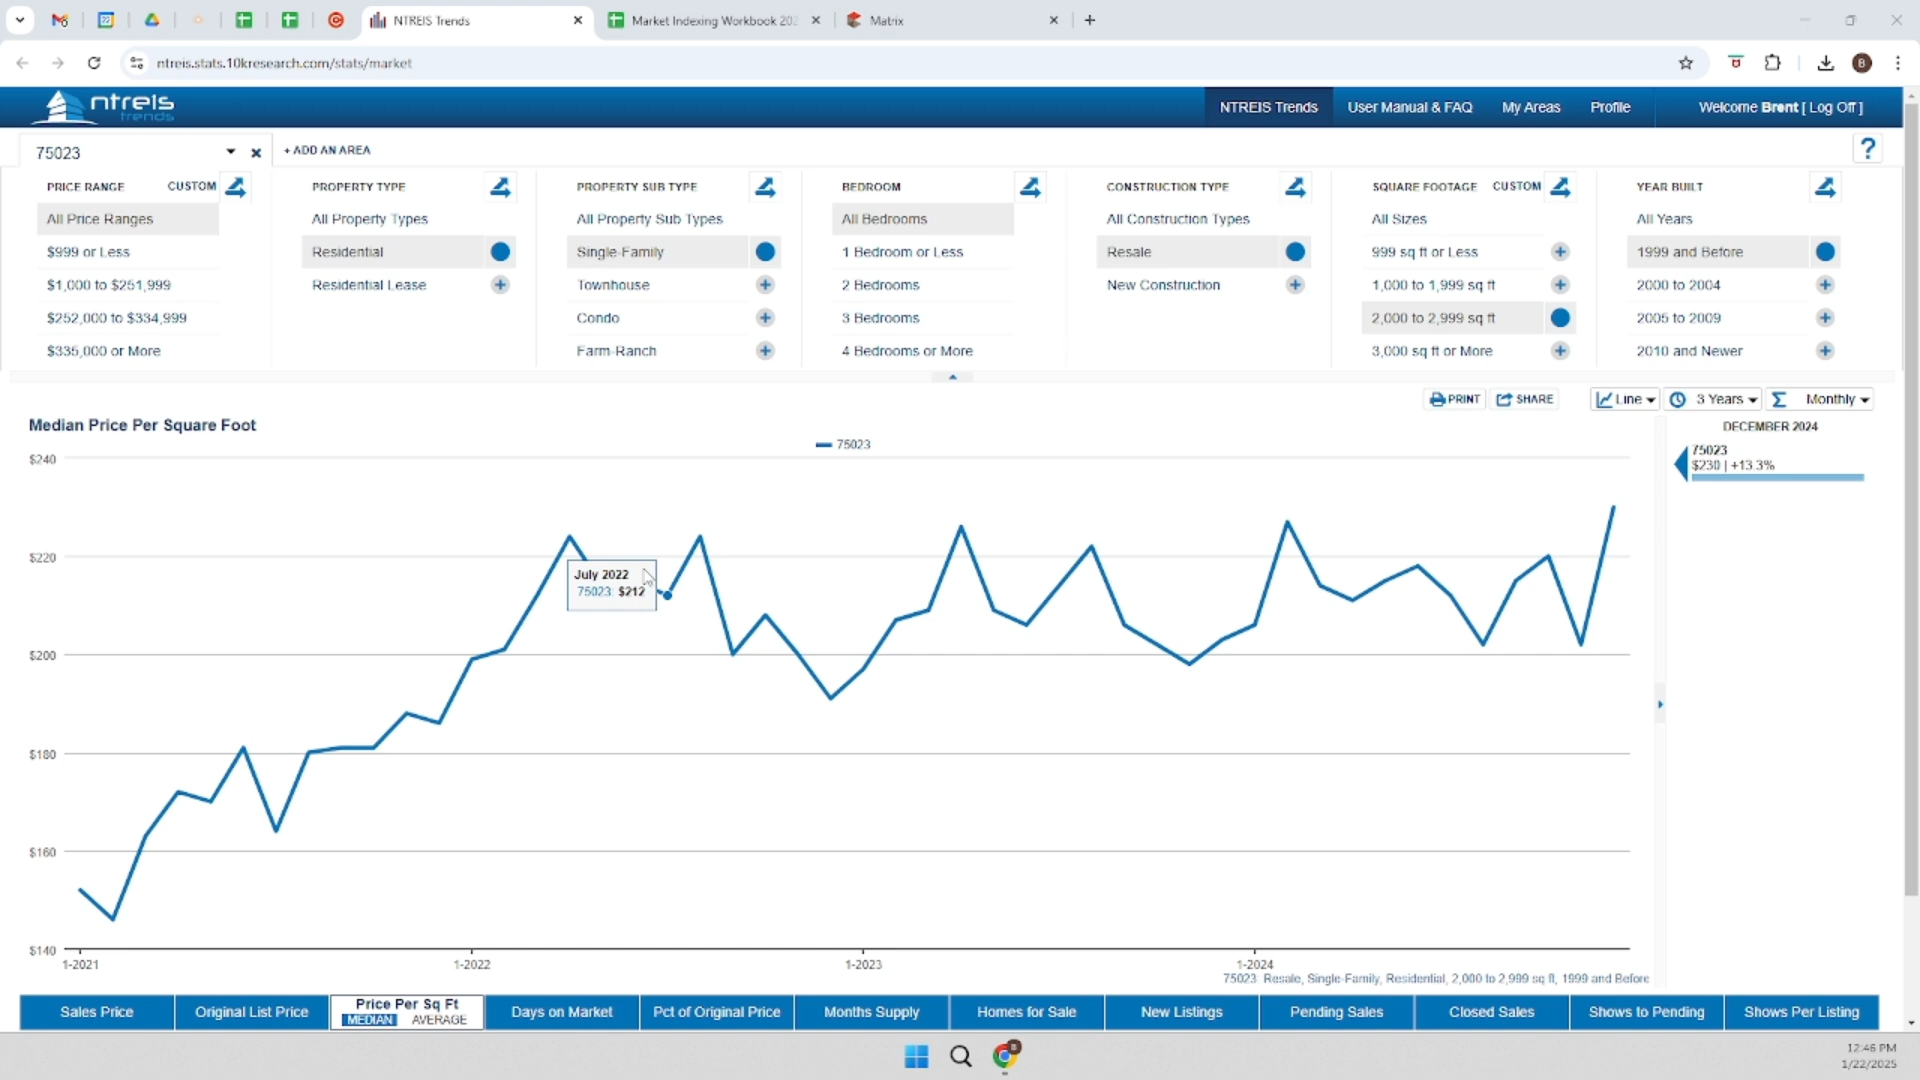 NTREIS Trends
Market Indexing Workbook 202
Matrix
ntreis.stats.10kresearch.com/stats/market
B
ntreis
trends
NTREIS Trends
User Manual & FAQ
My Areas
Profile
Welcome Brent [ Log Off ]
75023
+ ADD AN AREA
?
PRICE RANGE CUSTOM
All Price Ranges
$999 or Less
$1,000 to $251,999
$252,000 to $334,999
$335,000 or More
PROPERTY TYPE
All Property Types
Residential
Residential Lease
PROPERTY SUB TYPE
All Property Sub Types
Single-Family
Townhouse
Condo
Farm-Ranch
BEDROOM
All Bedrooms
1 Bedroom or Less
2 Bedrooms
3 Bedrooms
4 Bedrooms or More
CONSTRUCTION TYPE
All Construction Types
Resale
New Construction
SQUARE FOOTAGE CUSTOM
All Sizes
999 sq ft or Less
1,000 to 1,999 sq ft
2,000 to 2,999 sq ft
3,000 sq ft or More
YEAR BUILT
All Years
1999 and Before
2000 to 2004
2005 to 2009
2010 and Newer
PRINT
SHARE
Line
3 Years
Monthly
Median Price Per Square Foot
75023
DECEMBER 2024
75023
$230 | +13.3%
$240
$220
$200
$180
$160
$140
July 2022
75023: $212
1-2021
1-2022
1-2023
1-2024
75023: Resale, Single-Family, Residential, 2,000 to 2,999 sq ft, 1999 and Before
Sales Price
Original List Price
Price Per Sq Ft
MEDIAN AVERAGE
Days on Market
Pct of Original Price
Months Supply
Homes for Sale
New Listings
Pending Sales
Closed Sales
Shows to Pending
Shows Per Listing
12:46 PM
1/22/2025